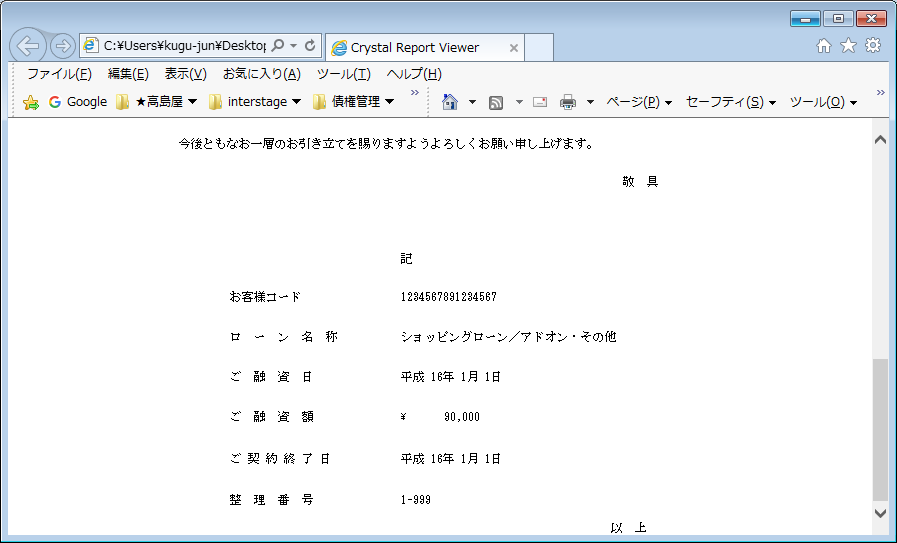 C:¥Users¥kugu-jun¥Desktop
Crystal Report Viewer
ファイル(F) 編集(E) 表示(V) お気に入り(A) ツール(T) ヘルプ(H)
Google ★高島屋 interstage 債権管理 ページ(P) セーフティ(S) ツール(O)
今後ともなお一層のお引き立てを賜りますようよろしくお願い申し上げます。
敬 具
記
お客様コード 1234567891234567
ロ ー ン 名 称 ショッピングローン／アドオン・その他
ご 融 資 日 平成 16年 1月 1日
ご 融 資 額 ¥ 90,000
ご 契 約 終 了 日 平成 16年 1月 1日
整 理 番 号 1-999
以 上